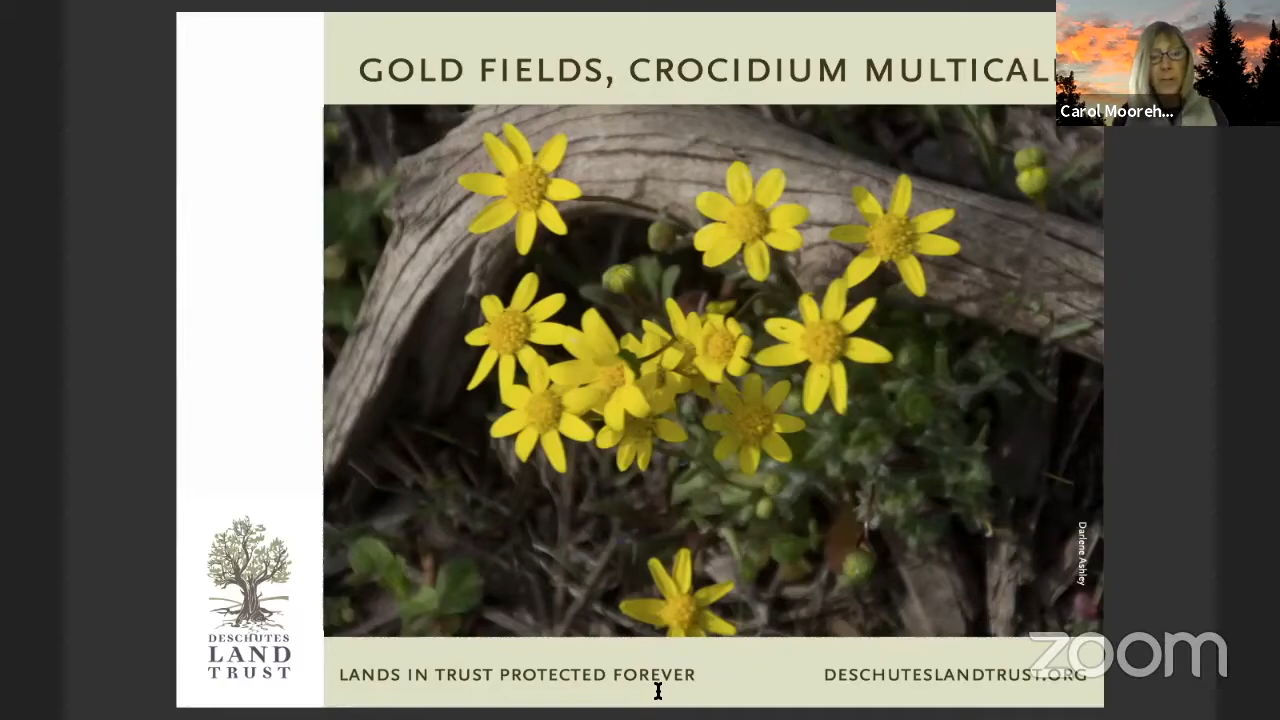 GOLD FIELDS, CROCIDIUM MULTICAL
Carol Mooreh...
Darlene Ashley
DESCHUTES
LAND
TRUST
LANDS IN TRUST PROTECTED FOREVER
DESCHUTESLANDTRUST.ORG
zoom